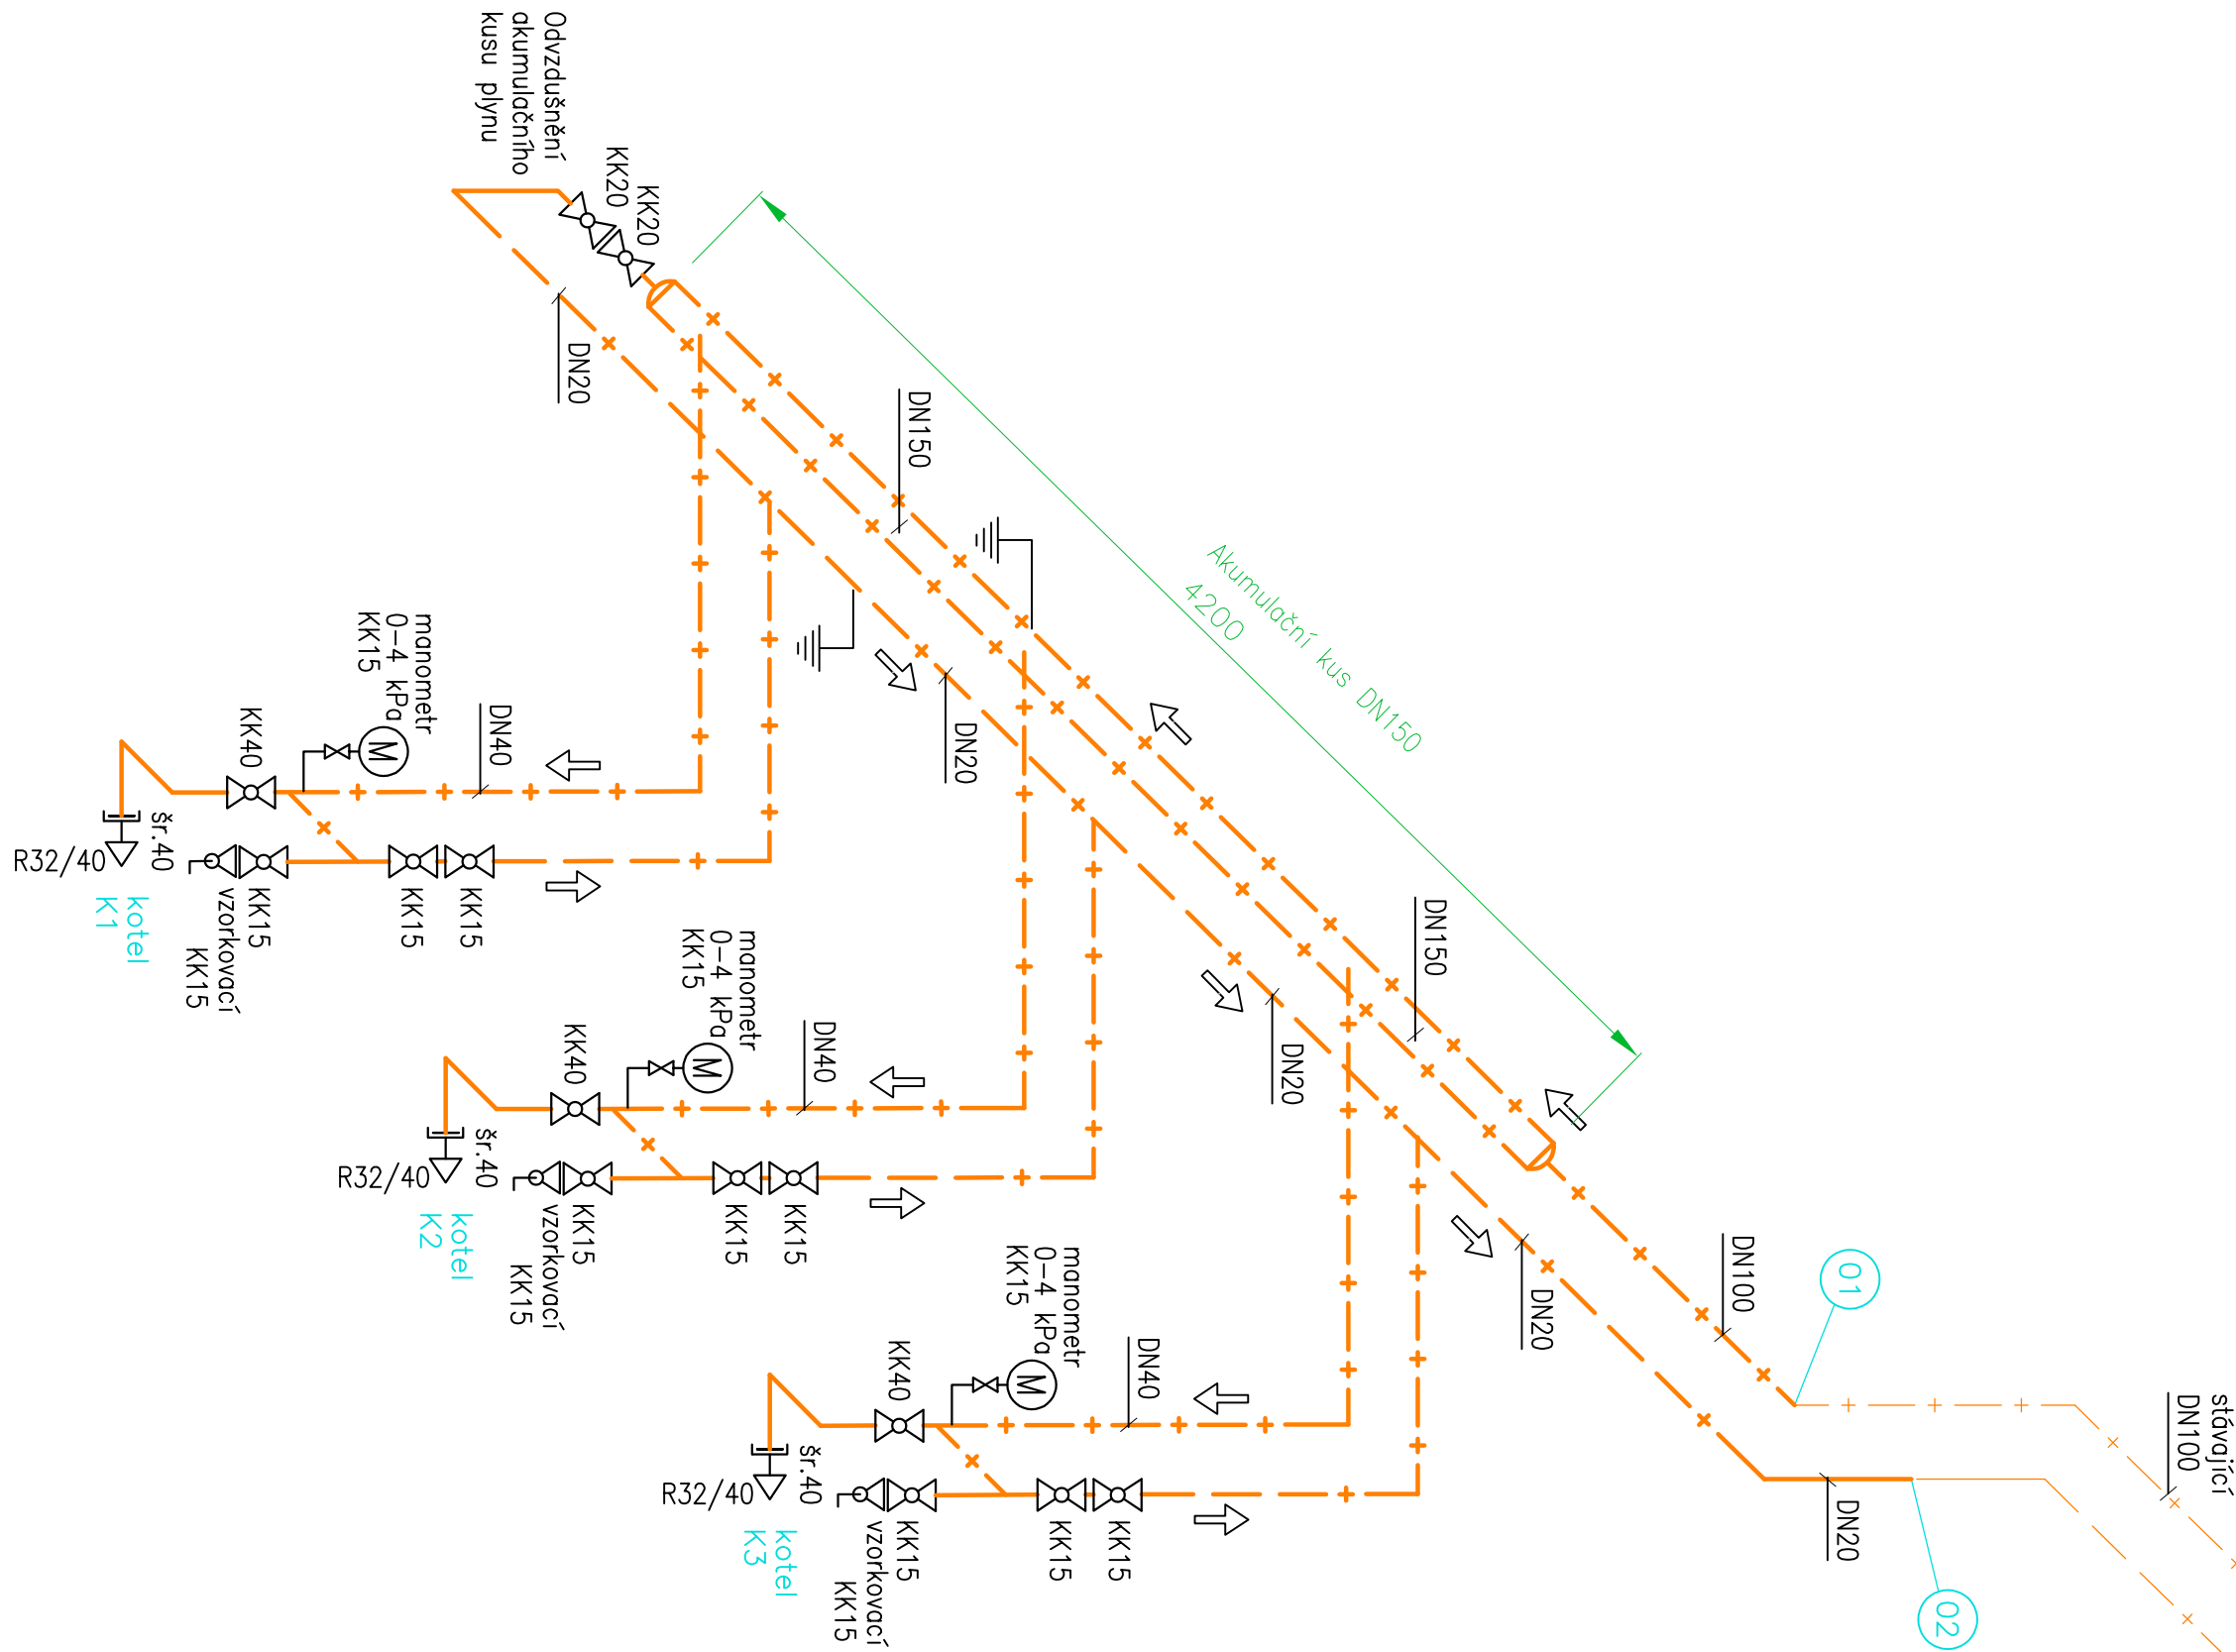 Odvzdušnění
akumulačního
kusu plynu
KK20
KK20
DN20
DN150
Akumulační kus DN150
4200
DN20
DN150
DN20
DN20
DN100
01
stávající
DN100
DN20
02
manometr
0-4 kPa
KK15
M
DN40
KK40
šr.40
R32/40
kotel
K1
KK15
vzorkovací
KK15
KK15
KK15
manometr
0-4 kPa
KK15
M
DN40
KK40
šr.40
R32/40
kotel
K2
KK15
vzorkovací
KK15
KK15
KK15
manometr
0-4 kPa
KK15
M
DN40
KK40
šr.40
R32/40
kotel
K3
KK15
vzorkovací
KK15
KK15
KK15